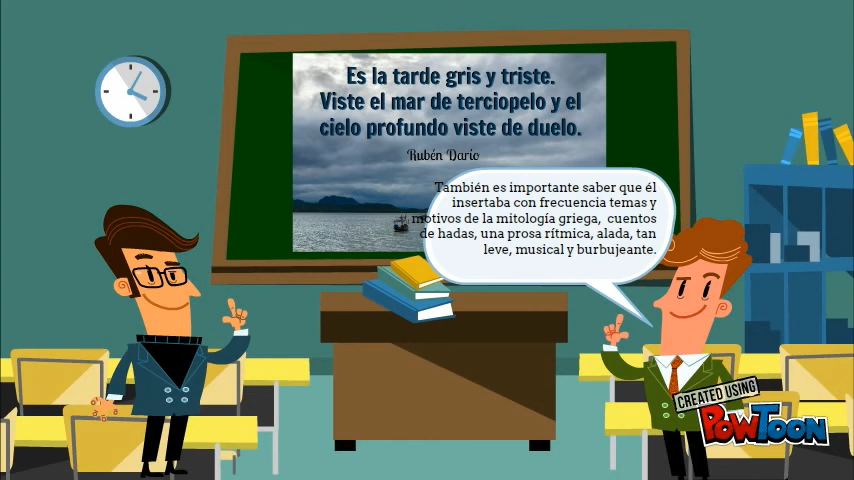 Es la tarde gris y triste.
Viste el mar de terciopelo y el
cielo profundo viste de duelo.
Rubén Darío
También es importante saber que él
insertaba con frecuencia temas y
motivos de la mitología griega, cuentos
de hadas, una prosa rítmica, alada, tan
leve, musical y burbujeante.
CREATED USING
POWTOON